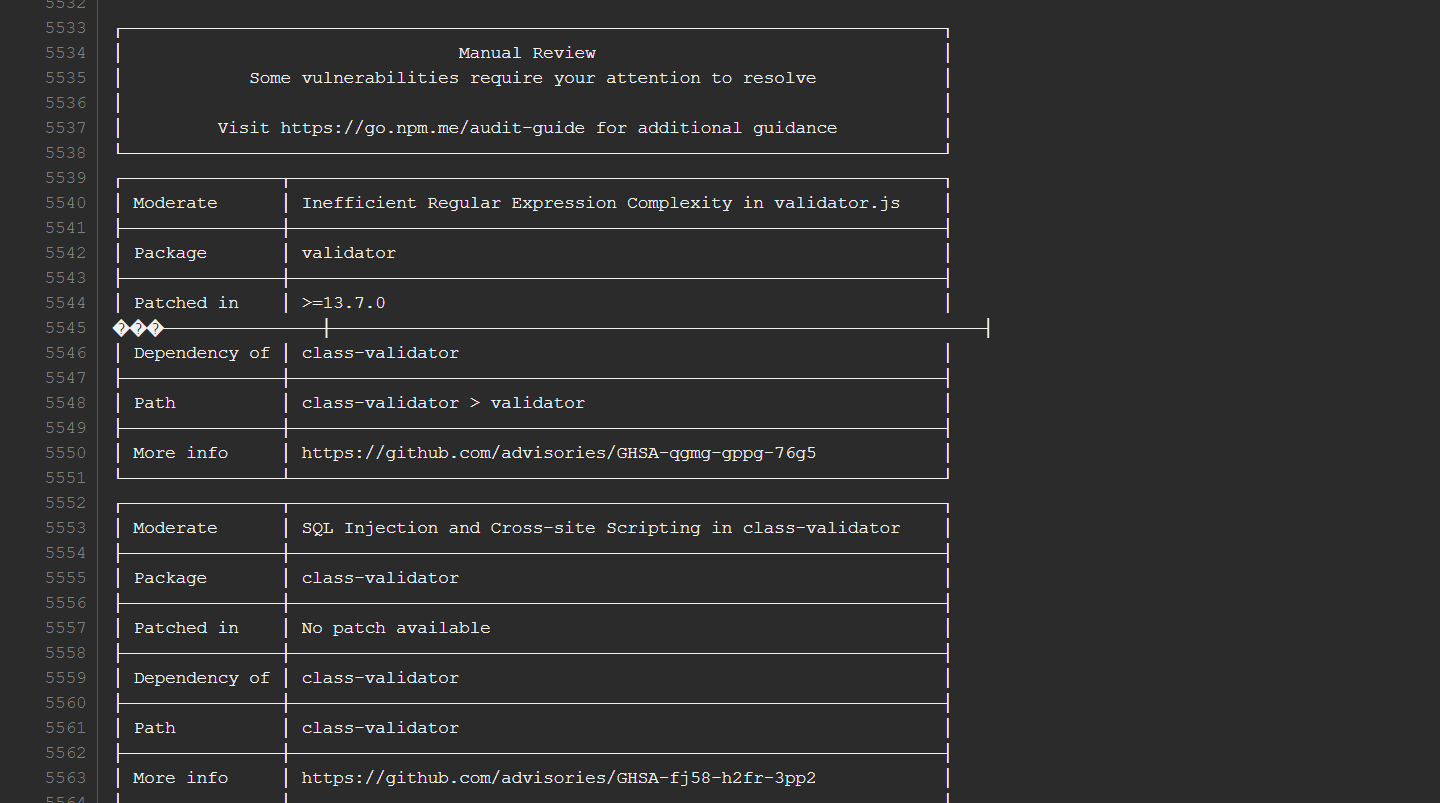 5532
5533
5534 Manual Review
5535 Some vulnerabilities require your attention to resolve
5536
5537 Visit https://go.npm.me/audit-guide for additional guidance
5538
5539
5540 Moderate Inefficient Regular Expression Complexity in validator.js
5541
5542 Package validator
5543
5544 Patched in >=13.7.0
5545 ���
5546 Dependency of class-validator
5547
5548 Path class-validator > validator
5549
5550 More info https://github.com/advisories/GHSA-qgmg-gppg-76g5
5551
5552
5553 Moderate SQL Injection and Cross-site Scripting in class-validator
5554
5555 Package class-validator
5556
5557 Patched in No patch available
5558
5559 Dependency of class-validator
5560
5561 Path class-validator
5562
5563 More info https://github.com/advisories/GHSA-fj58-h2fr-3pp2
5564